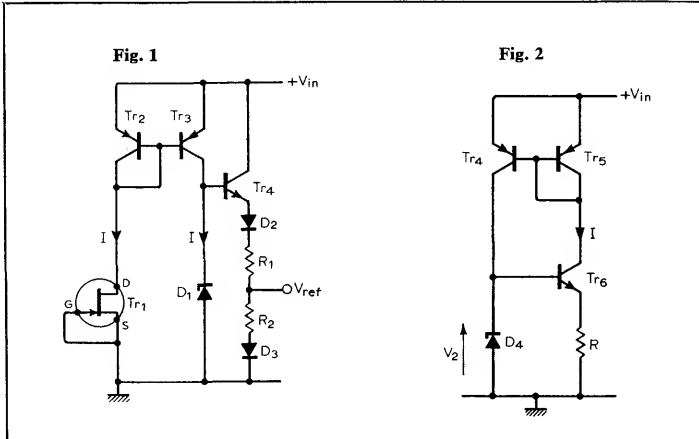 Fig. 1
+Vin
Tr2
Tr3
Tr4
D2
I
I
R1
D
G
Tr1
S
D1
Vref
R2
D3
Fig. 2
+Vin
Tr4
Tr5
I
Tr6
V2
D4
R